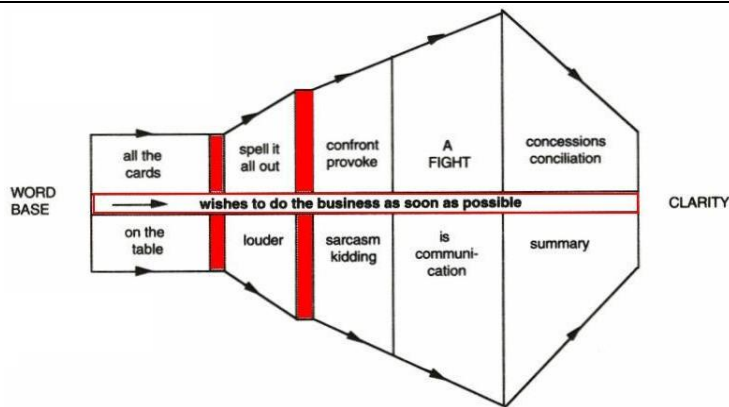 all the
cards
spell it
all out
confront
provoke
A
FIGHT
concessions
conciliation
WORD
BASE
wishes to do the business as soon as possible
CLARITY
on the
table
louder
sarcasm
kidding
is
communi-
cation
summary